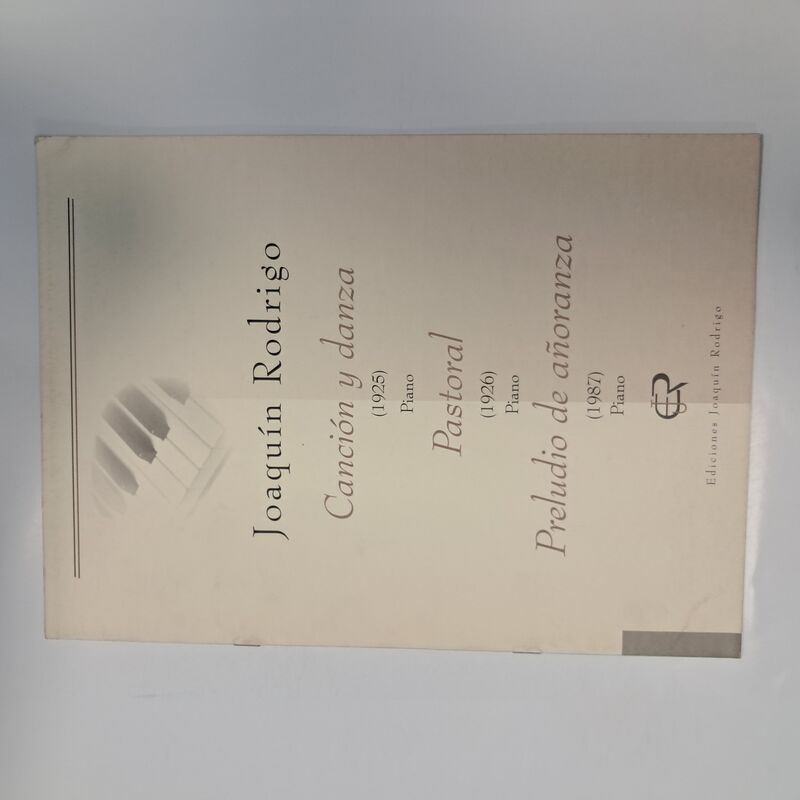 Joaquín Rodrigo
Canción y danza
(1925)
Piano
Pastoral
(1926)
Piano
Preludio de añoranza
(1987)
Piano
Ediciones Joaquín Rodrigo